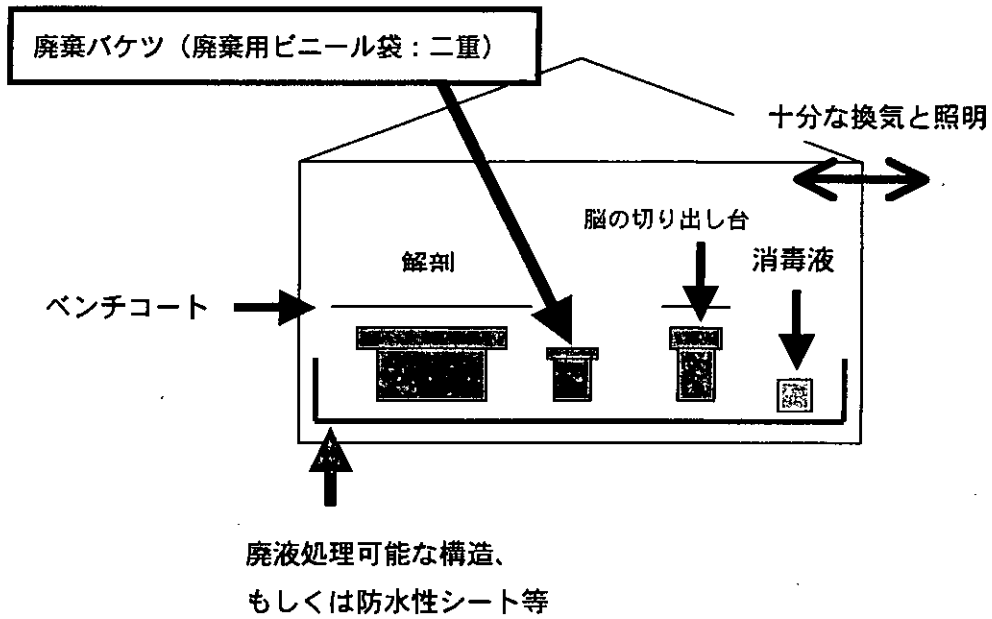 廃棄バケツ（廃棄用ビニール袋：二重）
十分な換気と照明
脳の切り出し台
解剖
消毒液
ベンチコート
廃液処理可能な構造、
もしくは防水性シート等